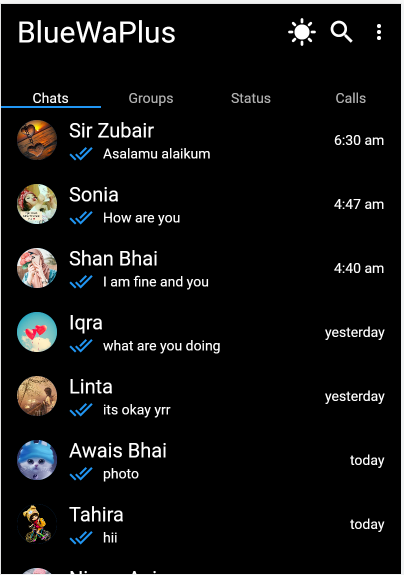 BlueWaPlus
Chats Groups Status Calls
Sir Zubair
6:30 am
Asalamu alaikum
Sonia
4:47 am
How are you
Shan Bhai
4:40 am
I am fine and you
Iqra
yesterday
what are you doing
Linta
yesterday
its okay yrr
Awais Bhai
today
photo
Tahira
today
hii